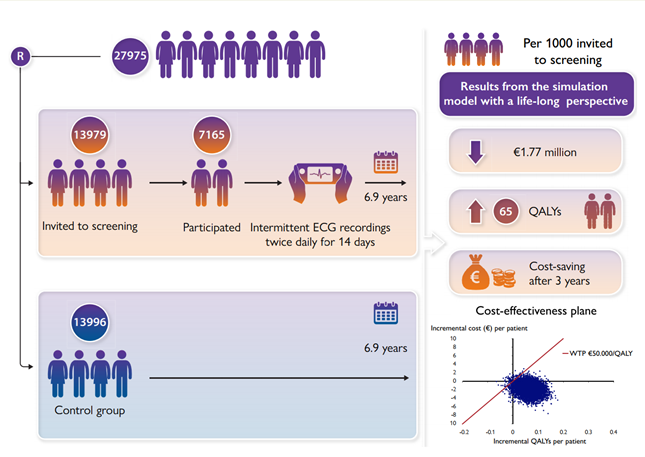 R
27975
13979
Invited to screening
7165
Participated
Intermittent ECG recordings
twice daily for 14 days
6.9 years
13996
Control group
6.9 years
Per 1000 invited
to screening
Results from the simulation
model with a life-long perspective
€1.77 million
65 QALYs
€
Cost-saving
after 3 years
Cost-effectiveness plane
Incremental cost (€) per patient
10
8
6
4
2
0
-2
-4
-6
-8
10
WTP €50.000/QALY
-0.2 -0.1 0 0.1 0.2 0.3 0.4
Incremental QALYs per patient